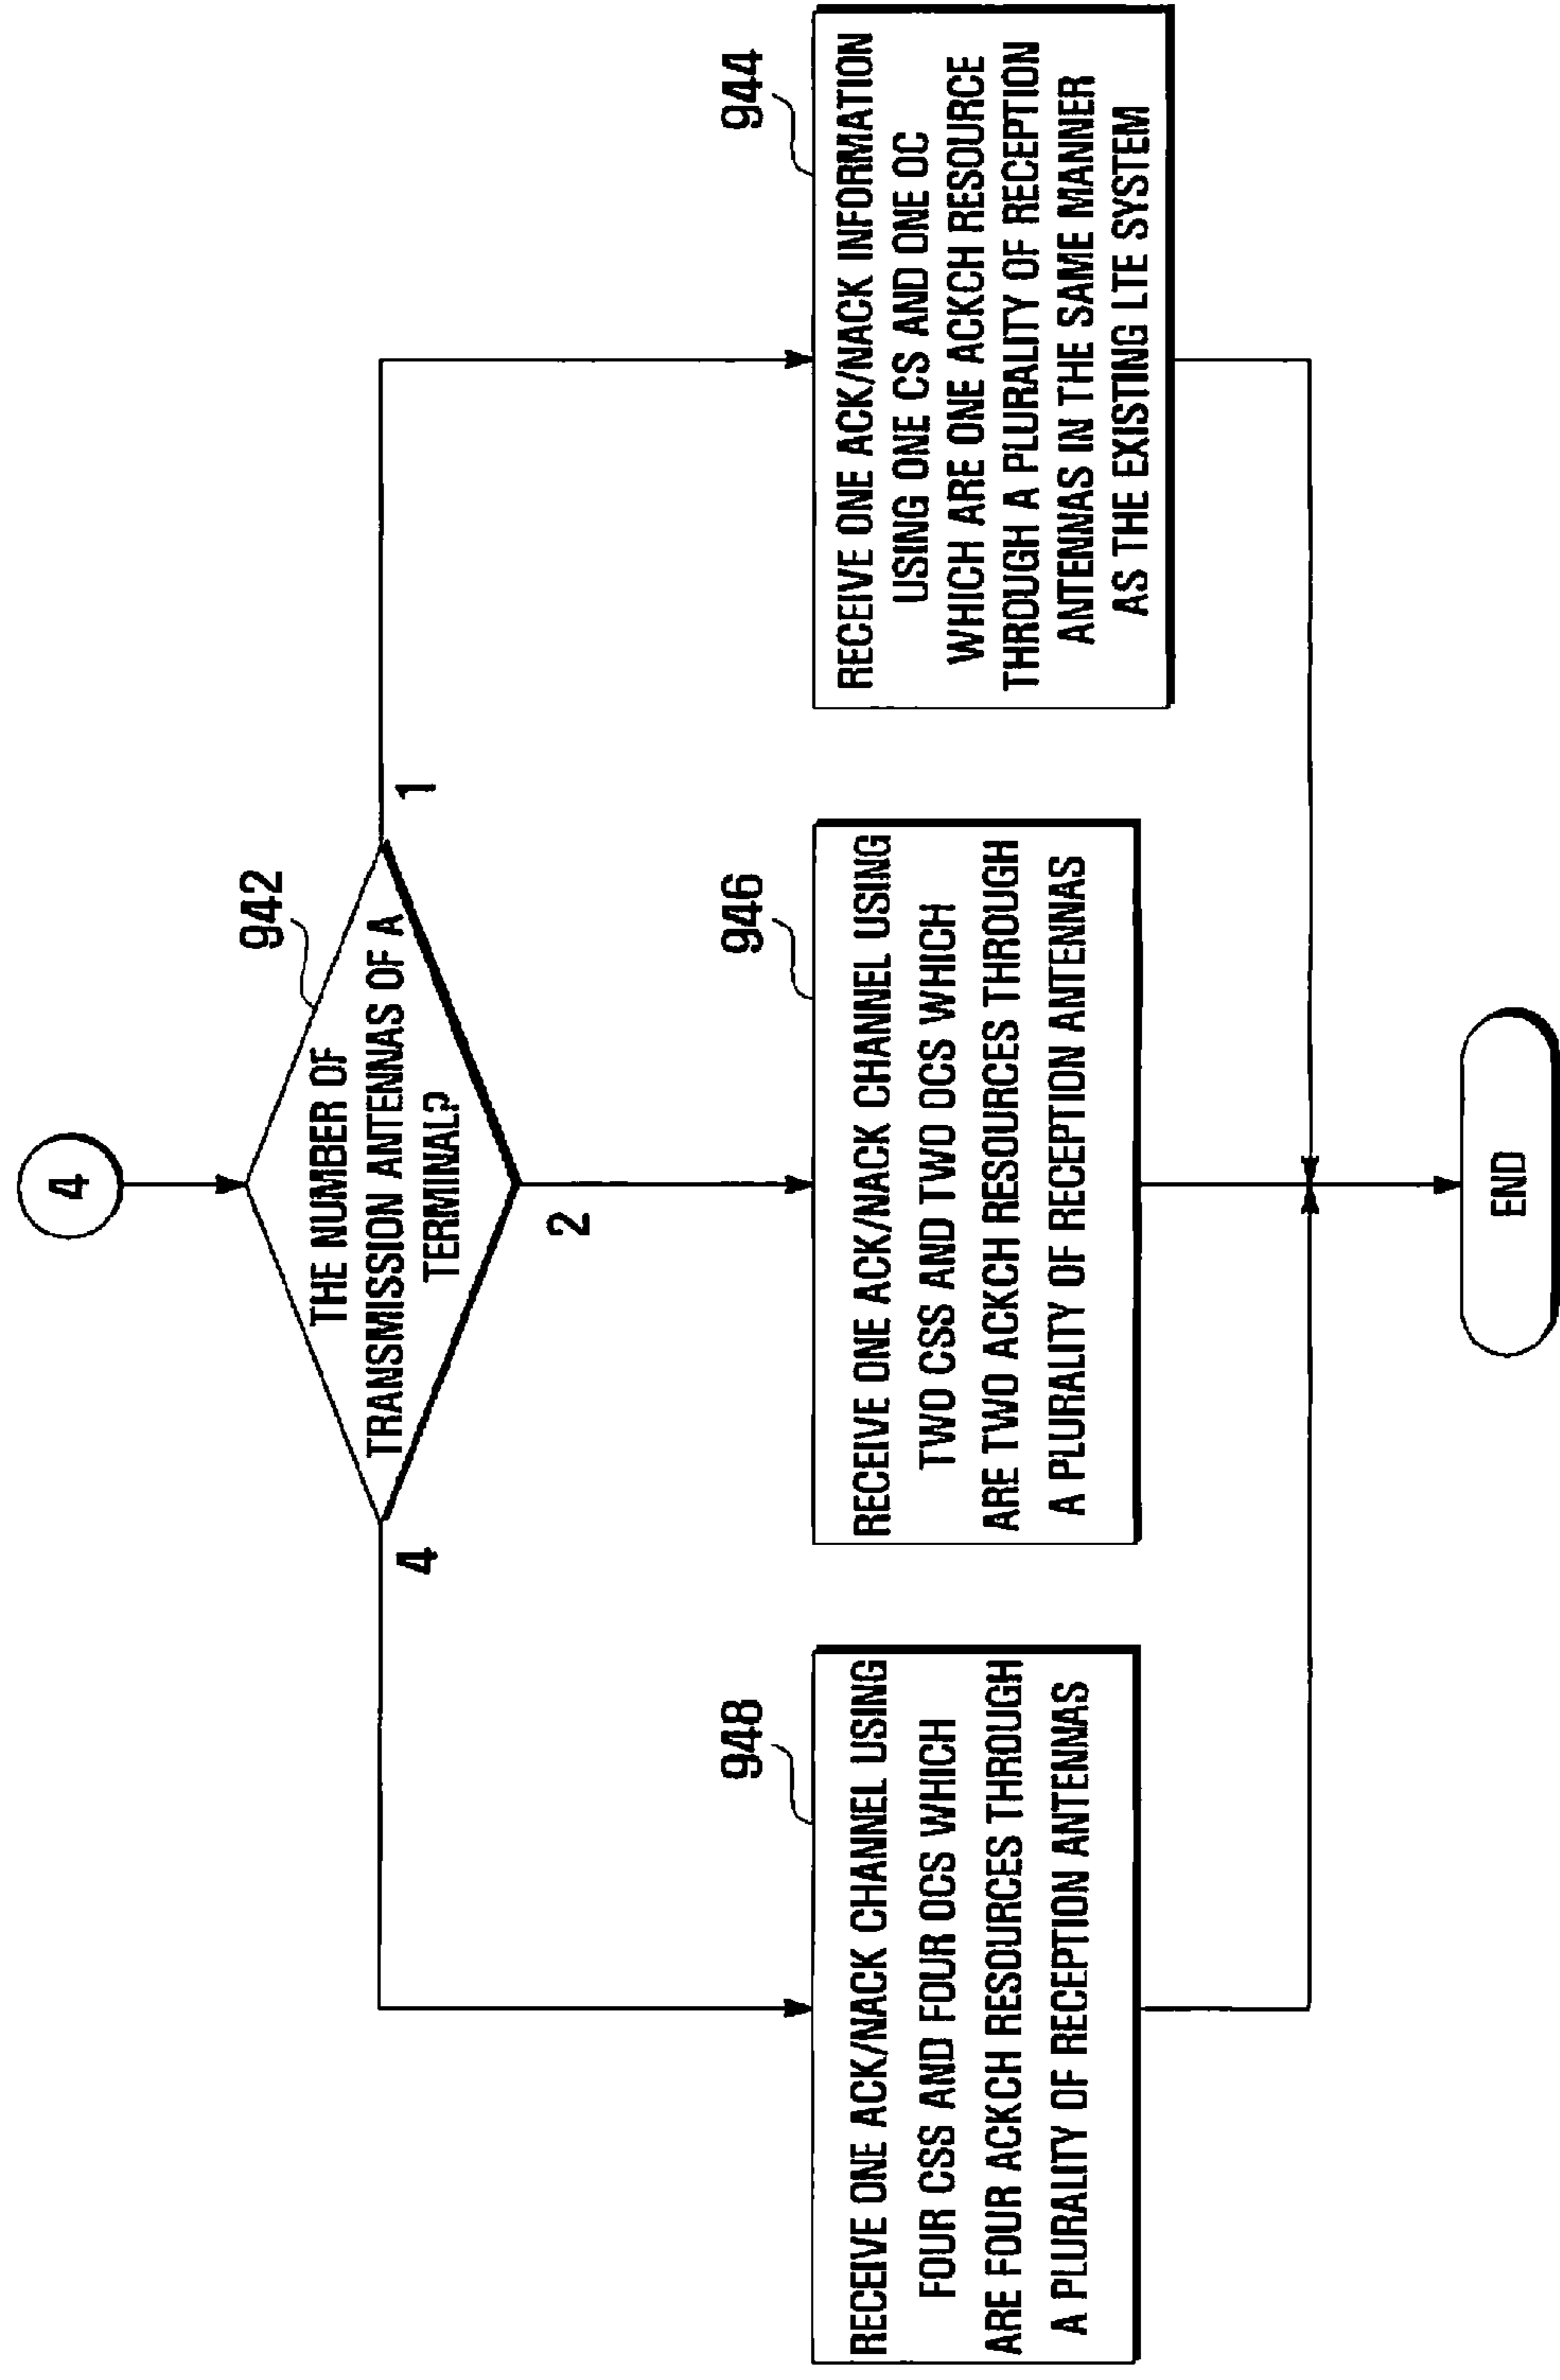 4
942
THE NUMBER OF
TRANSMISSION ANTENNAS OF A
TERMINAL?
4
2
1
948
RECEIVE ONE ACK/NACK CHANNEL USING
FOUR CSS AND FOUR OCS WHICH
ARE FOUR ACKCH RESOURCES THROUGH
A PLURALITY OF RECEPTION ANTENNAS
946
RECEIVE ONE ACK/NACK CHANNEL USING
TWO CSS AND TWO OCS WHICH
ARE TWO ACKCH RESOURCES THROUGH
A PLURALITY OF RECEPTION ANTENNAS
944
RECEIVE ONE ACK/NACK INFORMATION
USING ONE CS AND ONE OC
WHICH ARE ONE ACKCH RESOURCE
THROUGH A PLURALITY OF RECEPTION
ANTENNAS IN THE SAME MANNER
AS THE EXISTING LTE SYSTEM
END